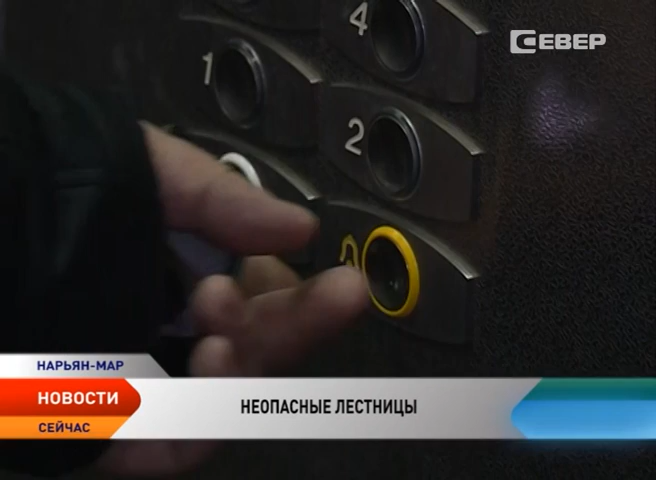 4
СЕВЕР
1
2
НАРЬЯН-МАР
НОВОСТИ
СЕЙЧАС
НЕОПАСНЫЕ ЛЕСТНИЦЫ